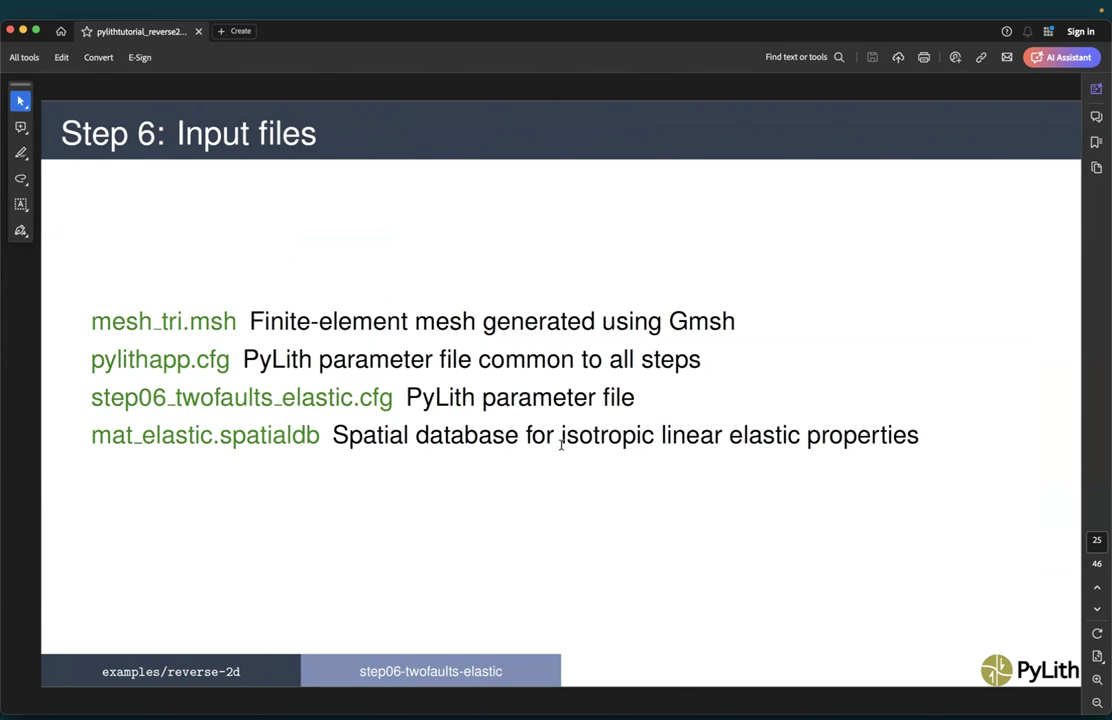 pylithtutorial_reverse2...
Create
Sign in
All tools
Edit
Convert
E-Sign
Find text or tools
AI Assistant
Step 6: Input files
mesh_tri.msh Finite-element mesh generated using Gmsh
pylithapp.cfg PyLith parameter file common to all steps
step06_twofaults_elastic.cfg PyLith parameter file
mat_elastic.spatialdb Spatial database for isotropic linear elastic properties
25
46
examples/reverse-2d
step06-twofaults-elastic
PyLith